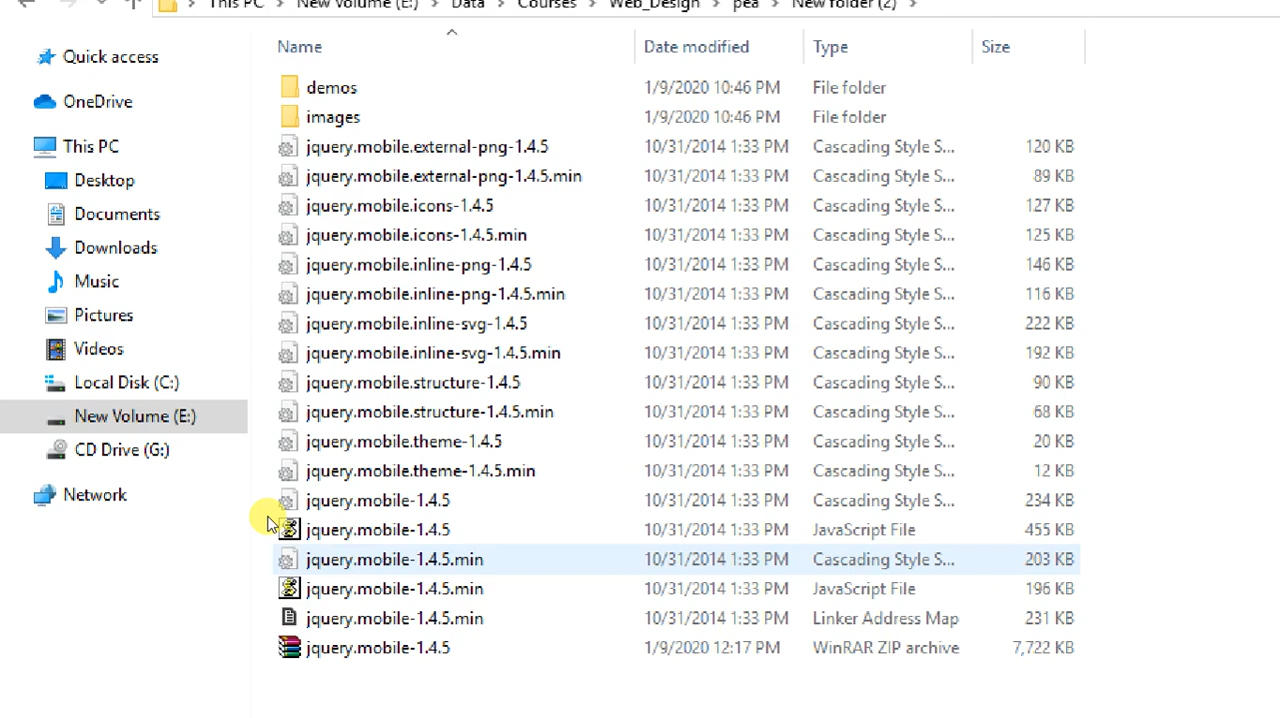 This PC > New Volume (E:) > Data > Courses > Web_Design > pea > New folder (2) >
Name Date modified Type Size
Quick access
OneDrive
This PC
Desktop
Documents
Downloads
Music
Pictures
Videos
Local Disk (C:)
New Volume (E:)
CD Drive (G:)
Network
demos 1/9/2020 10:46 PM File folder
images 1/9/2020 10:46 PM File folder
jquery.mobile.external-png-1.4.5 10/31/2014 1:33 PM Cascading Style S... 120 KB
jquery.mobile.external-png-1.4.5.min 10/31/2014 1:33 PM Cascading Style S... 89 KB
jquery.mobile.icons-1.4.5 10/31/2014 1:33 PM Cascading Style S... 127 KB
jquery.mobile.icons-1.4.5.min 10/31/2014 1:33 PM Cascading Style S... 125 KB
jquery.mobile.inline-png-1.4.5 10/31/2014 1:33 PM Cascading Style S... 146 KB
jquery.mobile.inline-png-1.4.5.min 10/31/2014 1:33 PM Cascading Style S... 116 KB
jquery.mobile.inline-svg-1.4.5 10/31/2014 1:33 PM Cascading Style S... 222 KB
jquery.mobile.inline-svg-1.4.5.min 10/31/2014 1:33 PM Cascading Style S... 192 KB
jquery.mobile.structure-1.4.5 10/31/2014 1:33 PM Cascading Style S... 90 KB
jquery.mobile.structure-1.4.5.min 10/31/2014 1:33 PM Cascading Style S... 68 KB
jquery.mobile.theme-1.4.5 10/31/2014 1:33 PM Cascading Style S... 20 KB
jquery.mobile.theme-1.4.5.min 10/31/2014 1:33 PM Cascading Style S... 12 KB
jquery.mobile-1.4.5 10/31/2014 1:33 PM Cascading Style S... 234 KB
jquery.mobile-1.4.5 10/31/2014 1:33 PM JavaScript File 455 KB
jquery.mobile-1.4.5.min 10/31/2014 1:33 PM Cascading Style S... 203 KB
jquery.mobile-1.4.5.min 10/31/2014 1:33 PM JavaScript File 196 KB
jquery.mobile-1.4.5.min 10/31/2014 1:33 PM Linker Address Map 231 KB
jquery.mobile-1.4.5 1/9/2020 12:17 PM WinRAR ZIP archive 7,722 KB